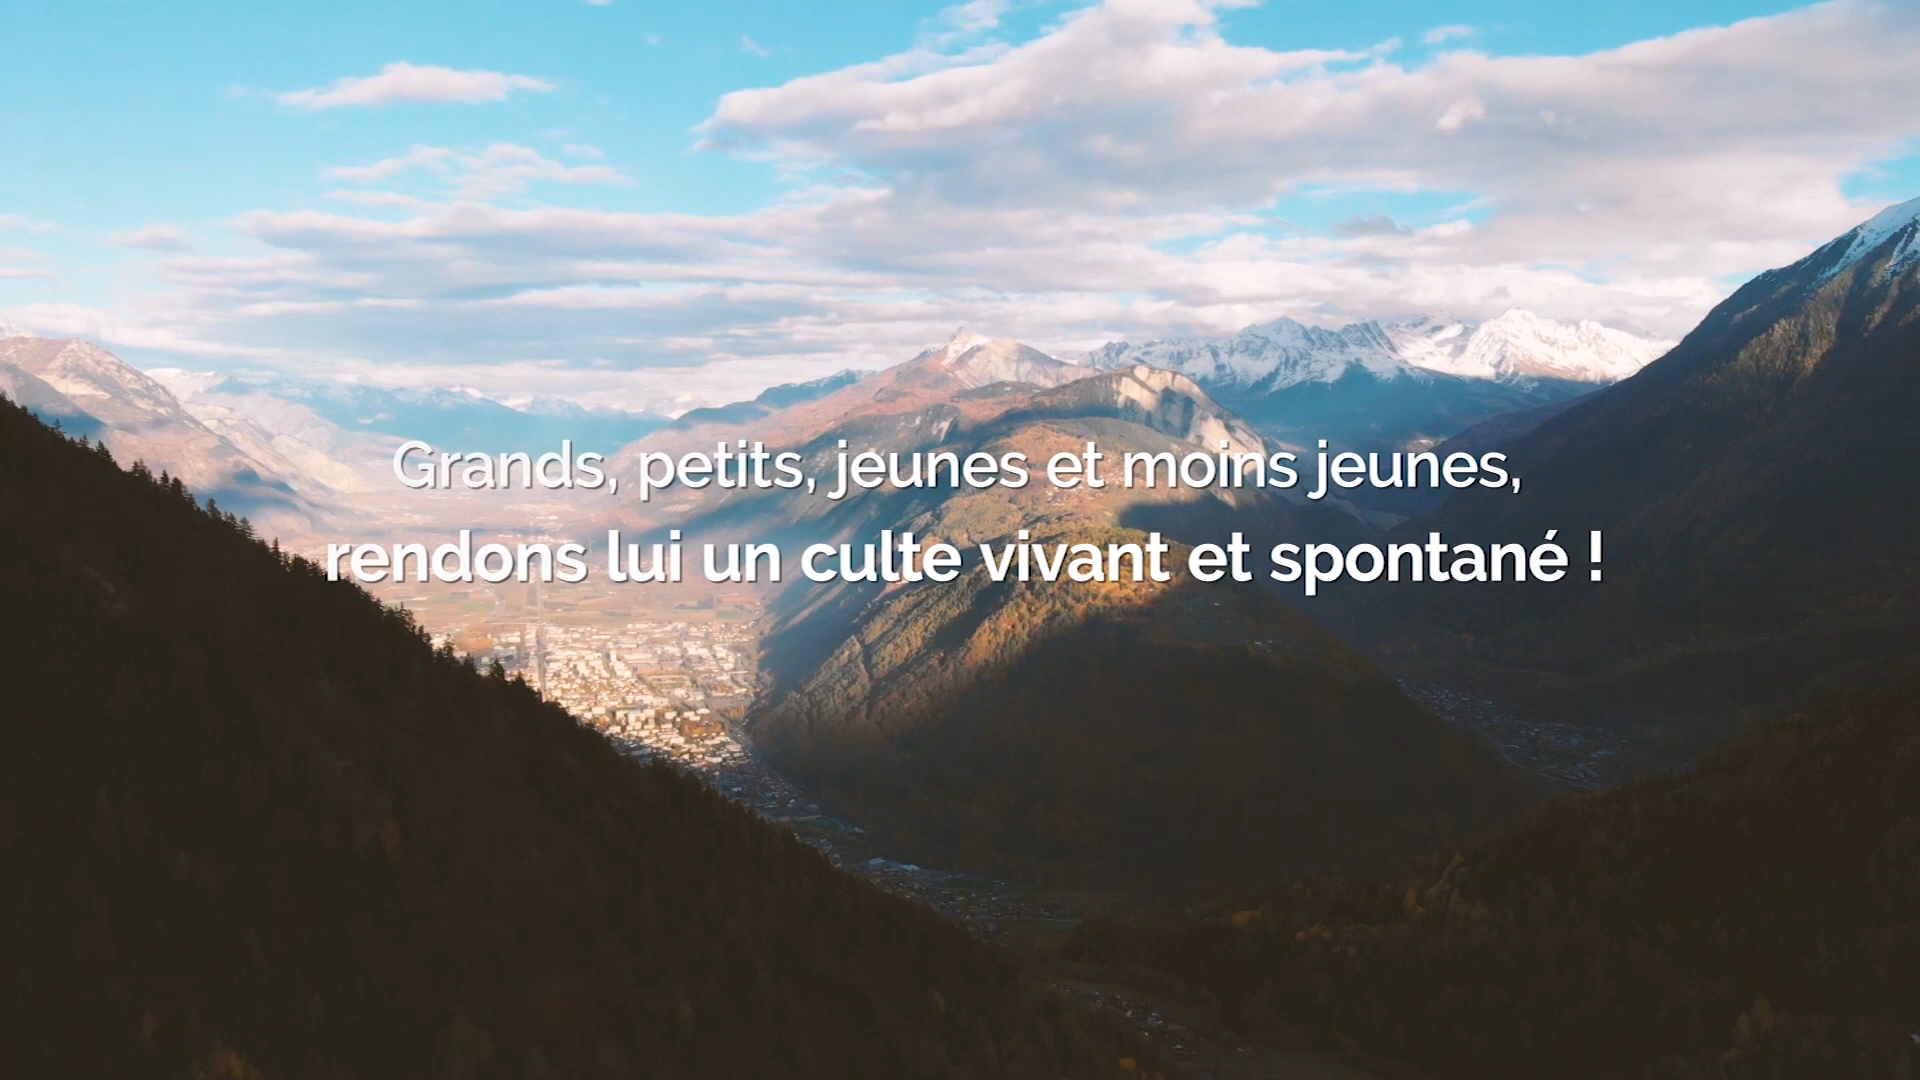 Grands, petits, jeunes et moins jeunes,
rendons lui un culte vivant et spontané !